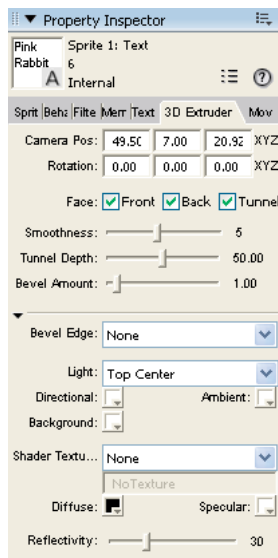 Property Inspector
Pink Rabbit
A
Sprite 1: Text
6
Internal
Sprit Beha Filte Mem Text 3D Extruder Mov
Camera Pos: 49.50 7.00 20.92 XYZ
Rotation: 0.00 0.00 0.00 XYZ
Face: Front Back Tunnel
Smoothness: 5
Tunnel Depth: 50.00
Bevel Amount: 1.00
Bevel Edge: None
Light: Top Center
Directional: Ambient:
Background:
Shader Textu... None
NoTexture
Diffuse: Specular:
Reflectivity: 30